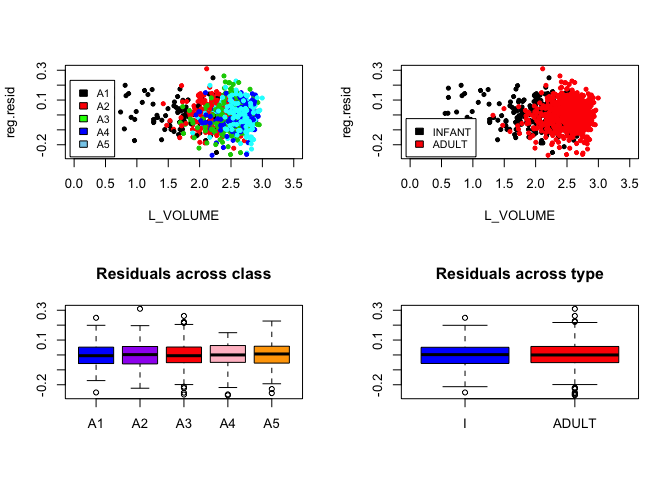 reg.resid
0.3
0.1
-0.2
A1
A2
A3
A4
A5
0.0 0.5 1.0 1.5 2.0 2.5 3.0 3.5
L_VOLUME
reg.resid
0.3
0.1
-0.2
INFANT
ADULT
0.0 0.5 1.0 1.5 2.0 2.5 3.0 3.5
L_VOLUME
Residuals across class
0.3
0.1
-0.2
A1 A2 A3 A4 A5
Residuals across type
0.3
0.1
-0.2
I ADULT